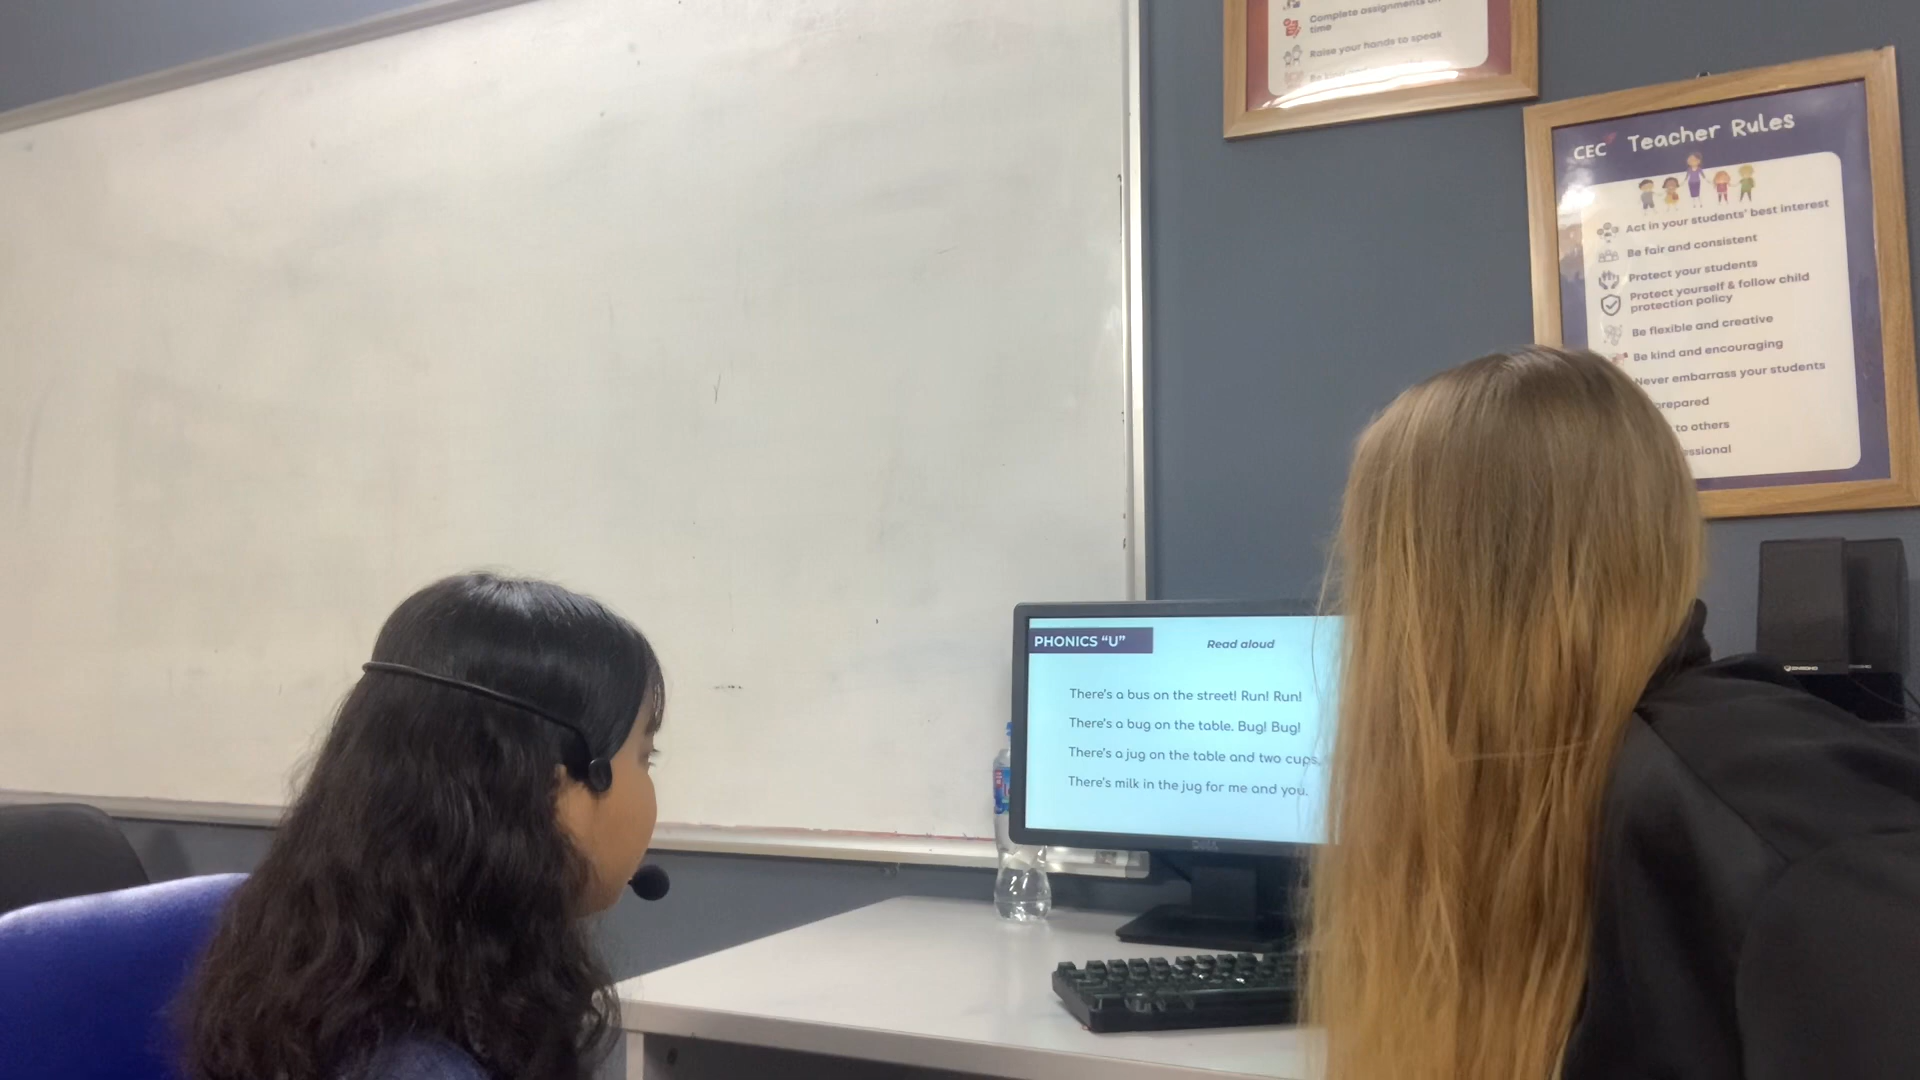 Complete assignments on
time
Raise your hands to speak
Be kind
CEC
Teacher Rules
Act in your students' best interest
Be fair and consistent
Protect your students
Protect yourself & follow child
protection policy
Be flexible and creative
Be kind and encouraging
Never embarrass your students
prepared
to others
PHONICS “U”
Read aloud
There's a bus on the street! Run! Run!
There's a bug on the table. Bug! Bug!
There's a jug on the table and two cups.
There's milk in the jug for me and you.
DELL